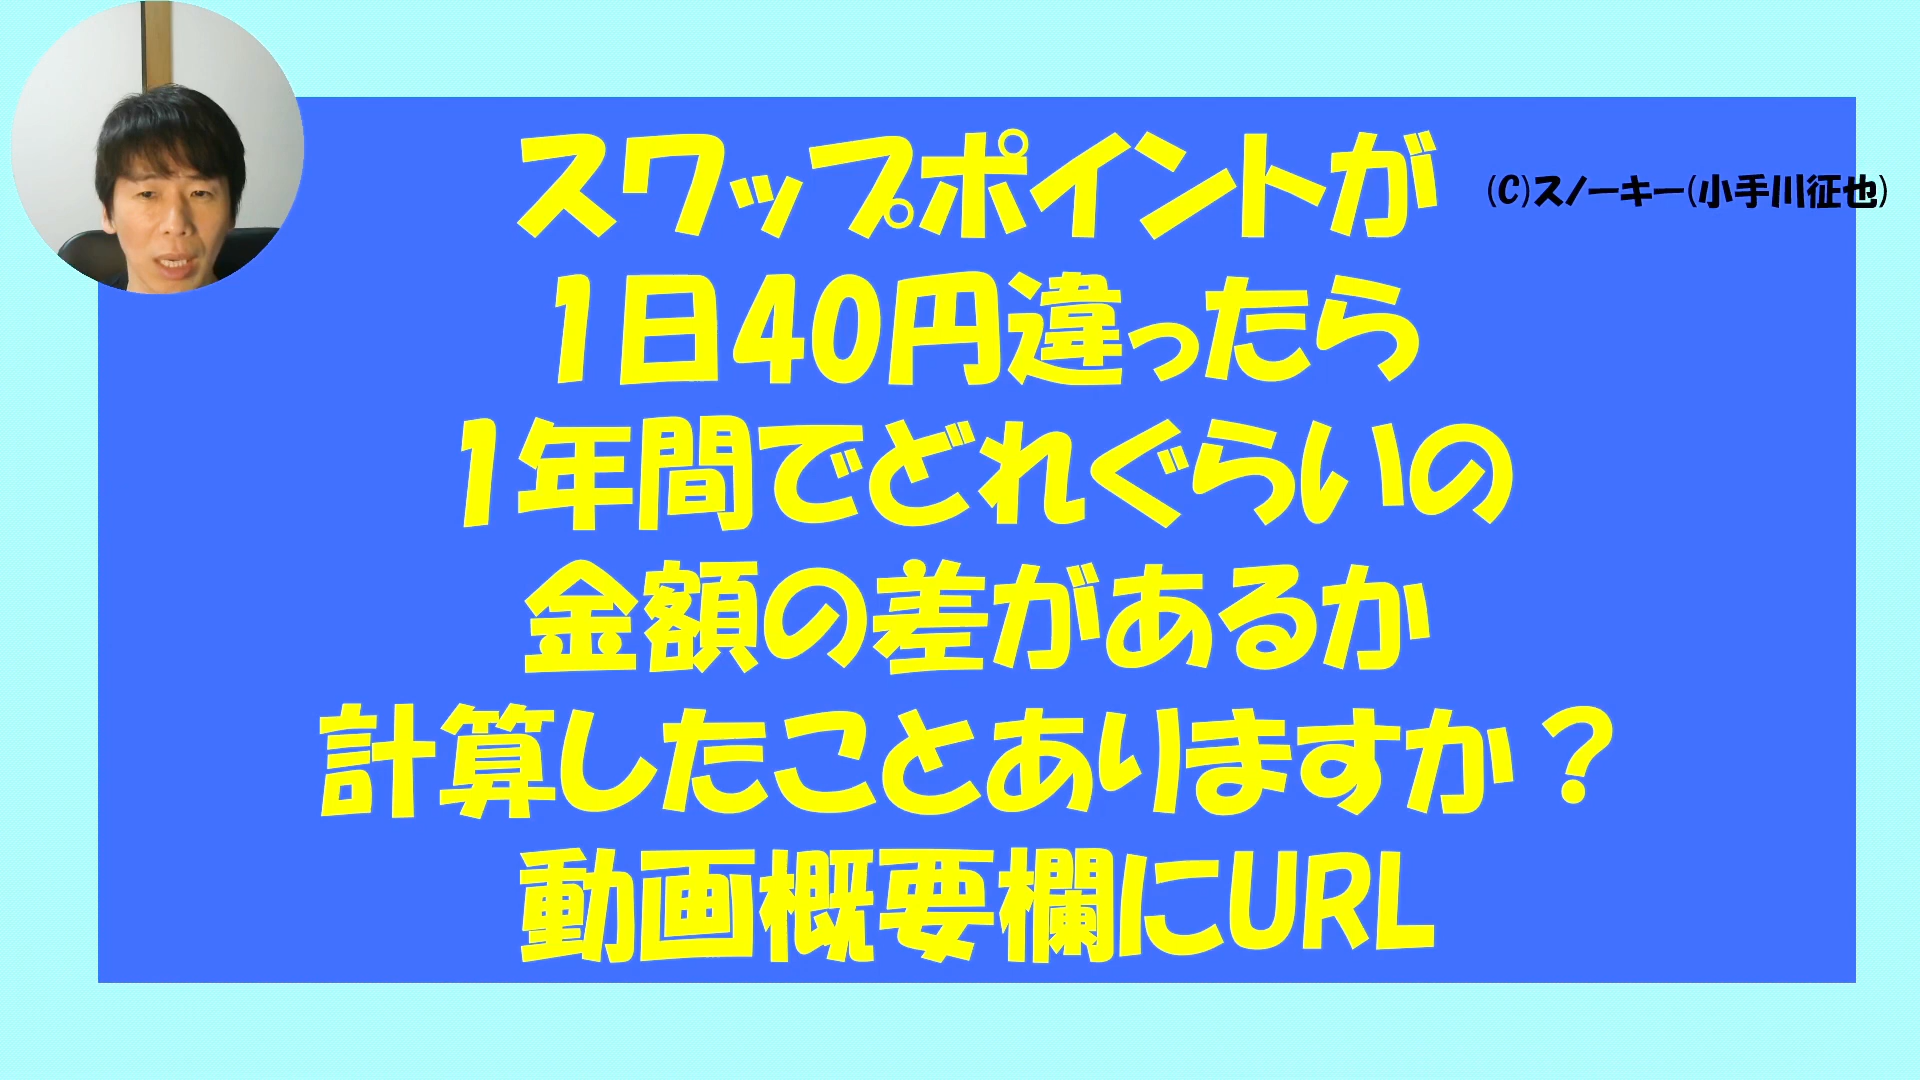 スワップポイントが
(C)スノーキー(小手川征也)
1日40円違ったら
1年間でどれぐらいの
金額の差があるか
計算したことありますか？
動画概要欄にURL